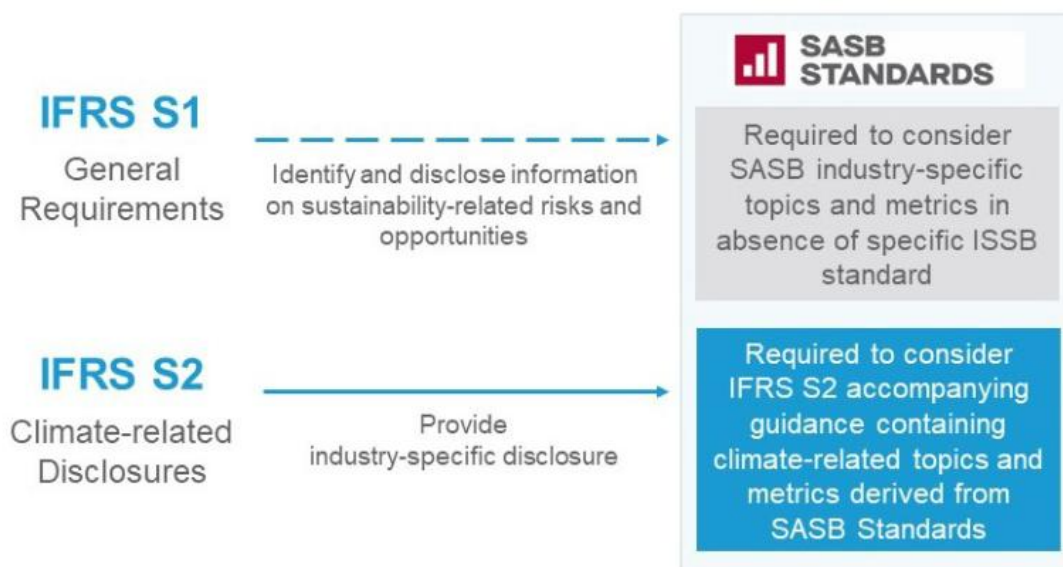 SASB
STANDARDS
IFRS S1
General
Requirements
Identify and disclose information
on sustainability-related risks and
opportunities
Required to consider
SASB industry-specific
topics and metrics in
absence of specific ISSB
standard
IFRS S2
Climate-related
Disclosures
Provide
industry-specific disclosure
Required to consider
IFRS S2 accompanying
guidance containing
climate-related topics and
metrics derived from
SASB Standards